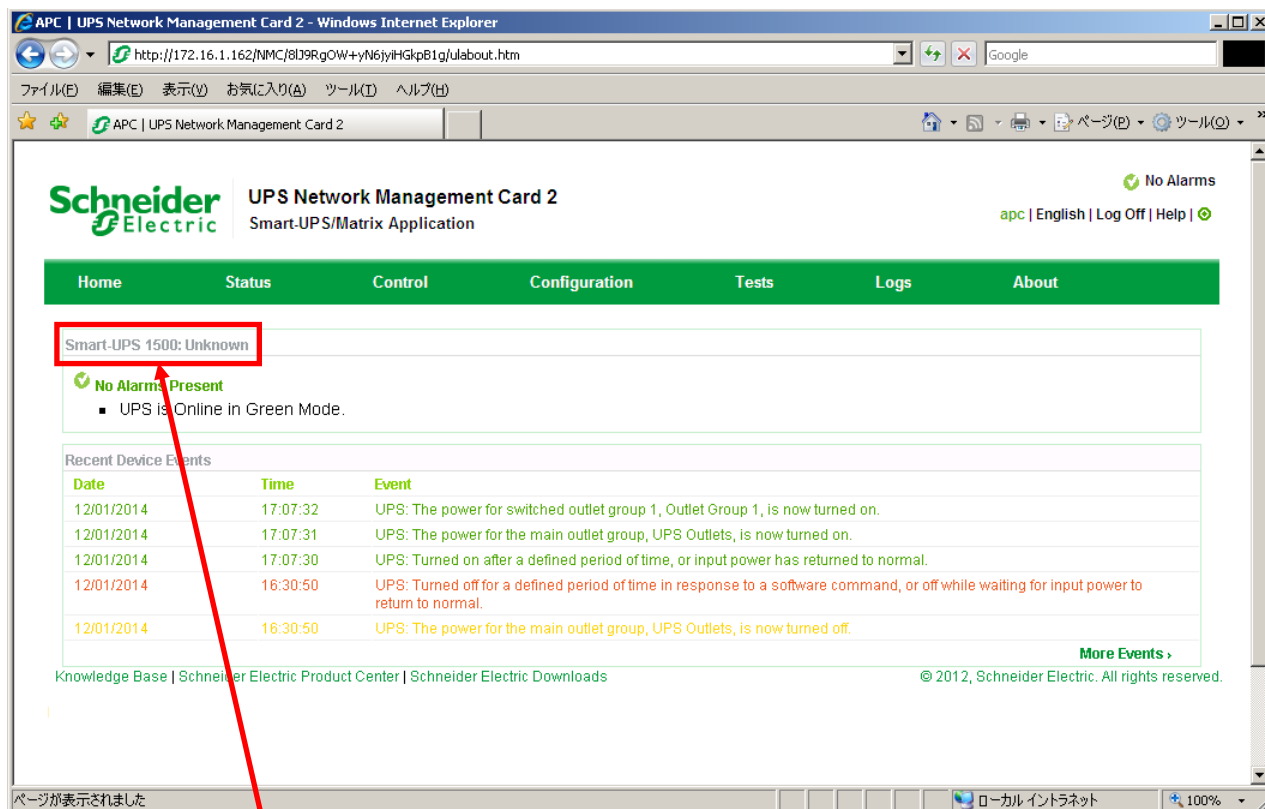 APC | UPS Network Management Card 2 - Windows Internet Explorer
http://172.16.1.162/NMC/8lJ9RgOW+yN6jyiHGkpB1g/ulabout.htm
Google
ファイル(F) 編集(E) 表示(V) お気に入り(A) ツール(T) ヘルプ(H)
APC | UPS Network Management Card 2
ページ(P) ツール(O) »
Schneider Electric
UPS Network Management Card 2
Smart-UPS/Matrix Application
No Alarms
apc | English | Log Off | Help |
Home Status Control Configuration Tests Logs About
Smart-UPS 1500: Unknown
No Alarms Present
▪ UPS is Online in Green Mode.
Recent Device Events
Date Time Event
12/01/2014 17:07:32 UPS: The power for switched outlet group 1, Outlet Group 1, is now turned on.
12/01/2014 17:07:31 UPS: The power for the main outlet group, UPS Outlets, is now turned on.
12/01/2014 17:07:30 UPS: Turned on after a defined period of time, or input power has returned to normal.
12/01/2014 16:30:50 UPS: Turned off for a defined period of time in response to a software command, or off while waiting for input power to
return to normal.
12/01/2014 16:30:50 UPS: The power for the main outlet group, UPS Outlets, is now turned off.
More Events ›
Knowledge Base | Schneider Electric Product Center | Schneider Electric Downloads
© 2012, Schneider Electric. All rights reserved.
ページが表示されました
ローカル イントラネット
100%